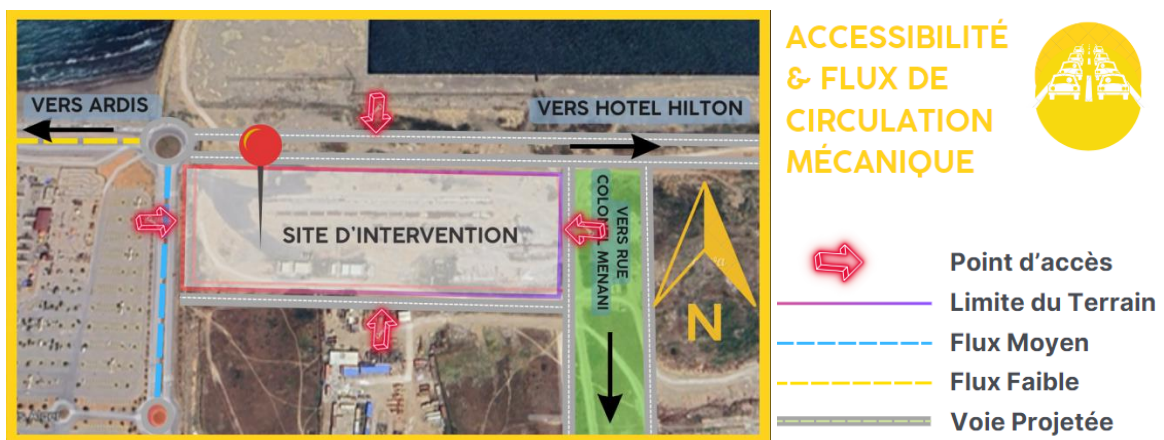 VERS ARDIS
VERS HOTEL HILTON
SITE D'INTERVENTION
VERS RUE
MENANI
N
ACCESSIBILITÉ
& FLUX DE
CIRCULATION
MÉCANIQUE
Point d'accès
Limite du Terrain
Flux Moyen
Flux Faible
Voie Projetée